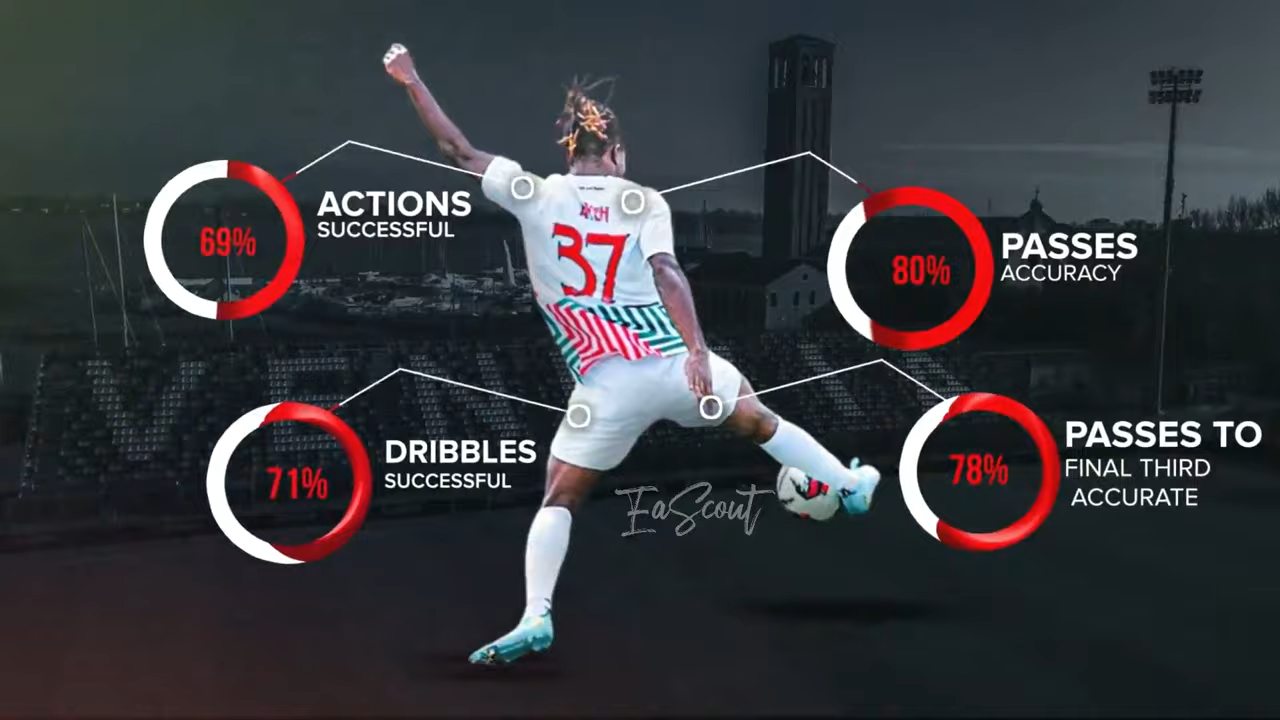 ACTIONS
SUCCESSFUL
69%
37
80%
PASSES
ACCURACY
DRIBBLES
SUCCESSFUL
71%
78%
PASSES TO
FINAL THIRD
ACCURATE
EaScout